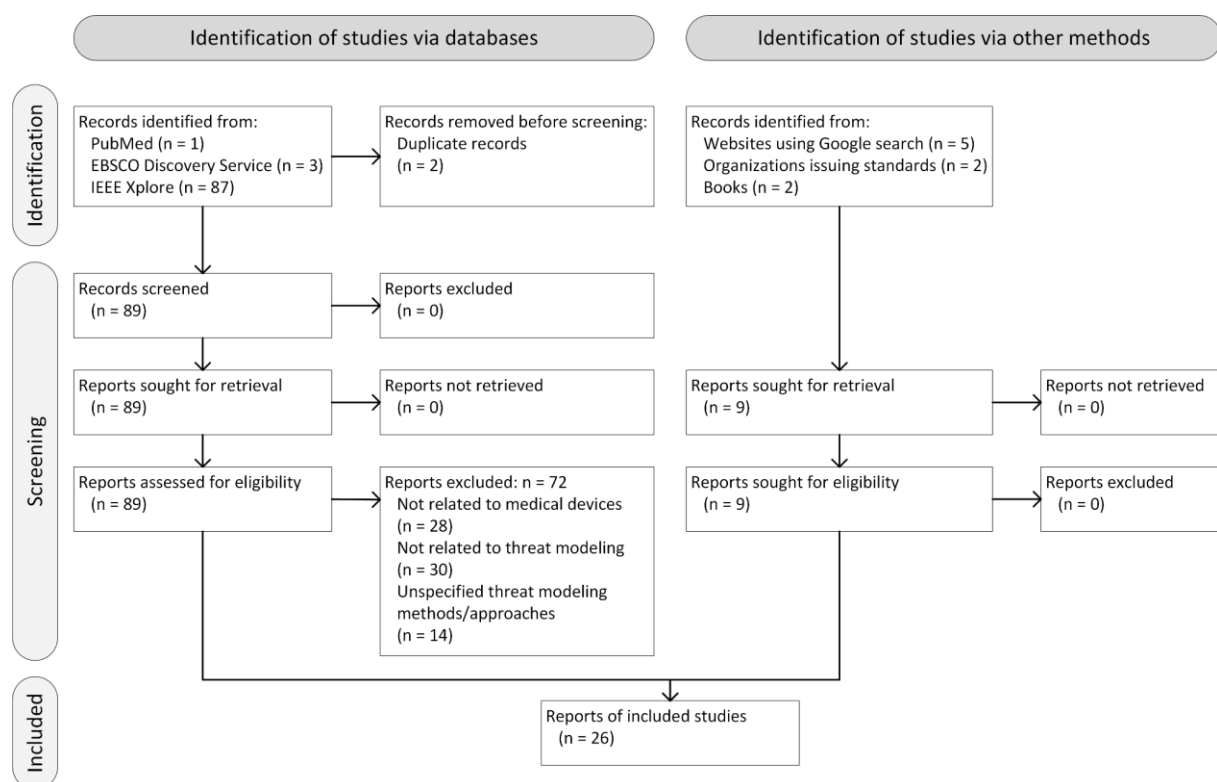 Identification of studies via databases
Identification of studies via other methods
Identification
Records identified from:
PubMed (n = 1)
EBSCO Discovery Service (n = 3)
IEEE Xplore (n = 87)
Records removed before screening:
Duplicate records
(n = 2)
Records identified from:
Websites using Google search (n = 5)
Organizations issuing standards (n = 2)
Books (n = 2)
Screening
Records screened
(n = 89)
Reports excluded
(n = 0)
Reports sought for retrieval
(n = 89)
Reports not retrieved
(n = 0)
Reports sought for retrieval
(n = 9)
Reports not retrieved
(n = 0)
Reports assessed for eligibility
(n = 89)
Reports excluded: n = 72
Not related to medical devices
(n = 28)
Not related to threat modeling
(n = 30)
Unspecified threat modeling
methods/approaches
(n = 14)
Reports sought for eligibility
(n = 9)
Reports excluded
(n = 0)
Included
Reports of included studies
(n = 26)